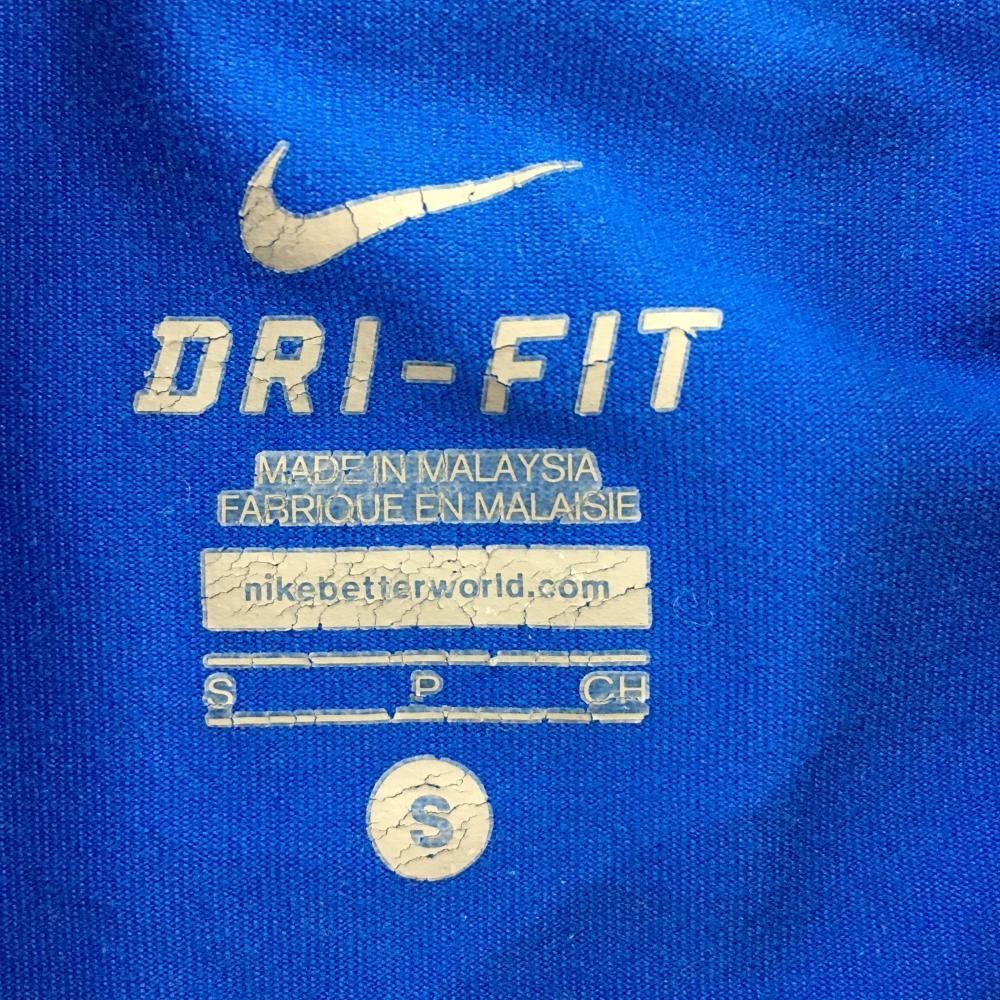 DRI-FIT
MADE IN MALAYSIA
FABRIQUE EN MALAISIE
nikebetterworld.com
S P CH
S